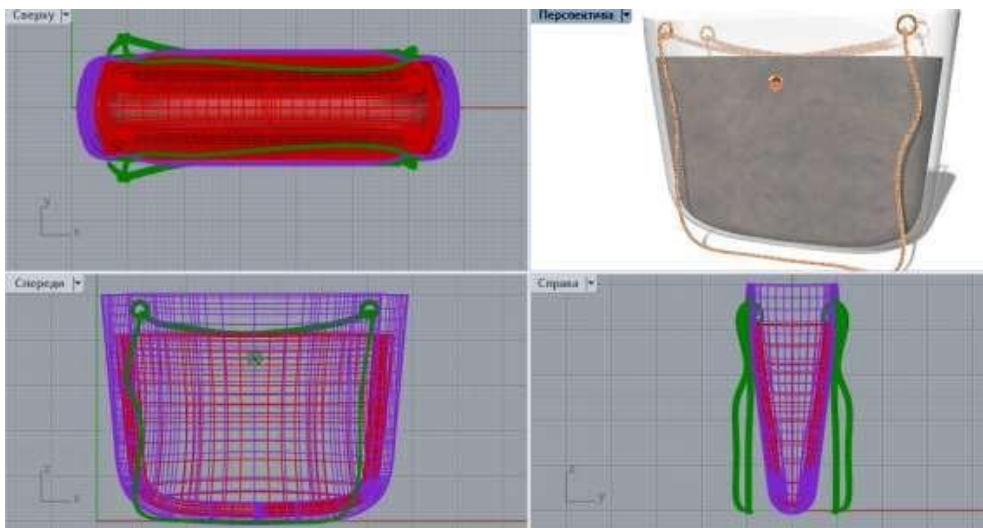 Сверху
Перспектива
Спереди
Справа
y
x
z
x
z
y